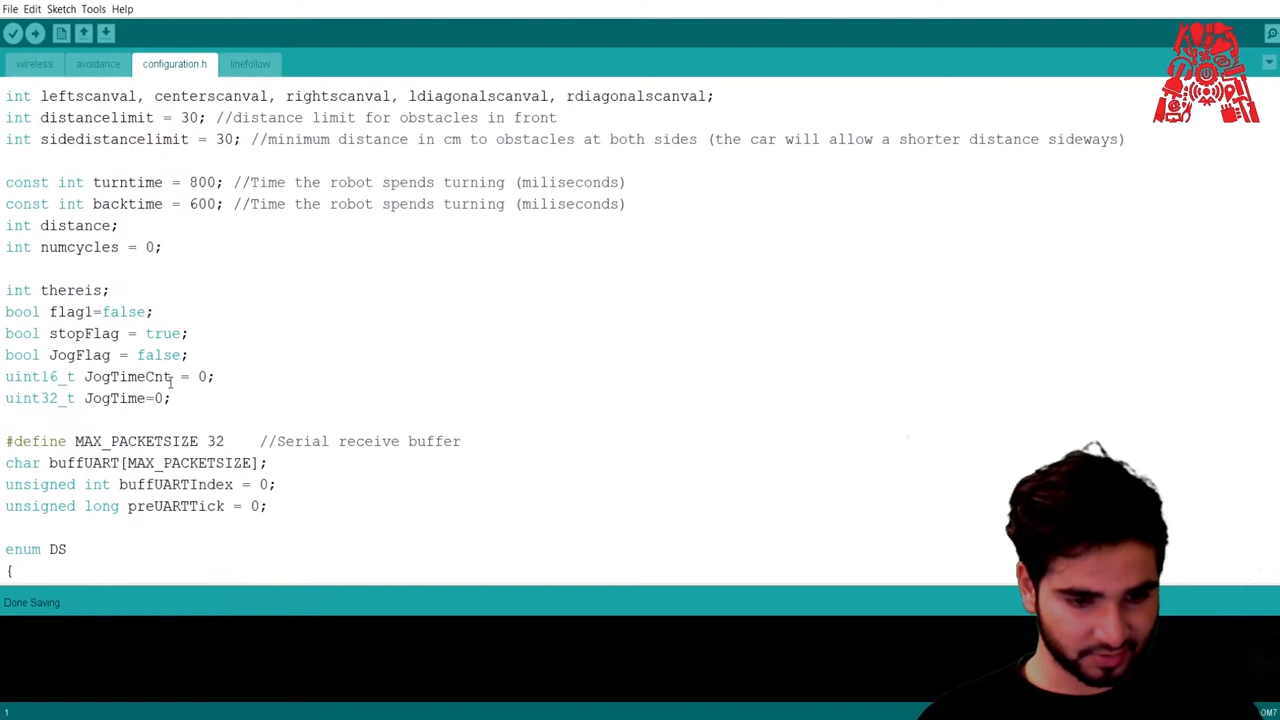 File Edit Sketch Tools Help
wireless avoidance configuration.h linefollow
int leftscanval, centerscanval, rightscanval, ldiagonalscanval, rdiagonalscanval;
int distancelimit = 30; //distance limit for obstacles in front
int sidedistancelimit = 30; //minimum distance in cm to obstacles at both sides (the car will allow a shorter distance sideways)
const int turntime = 800; //Time the robot spends turning (miliseconds)
const int backtime = 600; //Time the robot spends turning (miliseconds)
int distance;
int numcycles = 0;
int thereis;
bool flag1=false;
bool stopFlag = true;
bool JogFlag = false;
uint16_t JogTimeCnt = 0;
uint32_t JogTime=0;
#define MAX_PACKETSIZE 32 //Serial receive buffer
char buffUART[MAX_PACKETSIZE];
unsigned int buffUARTIndex = 0;
unsigned long preUARTTick = 0;
enum DS
{
Done Saving.
1 OM7